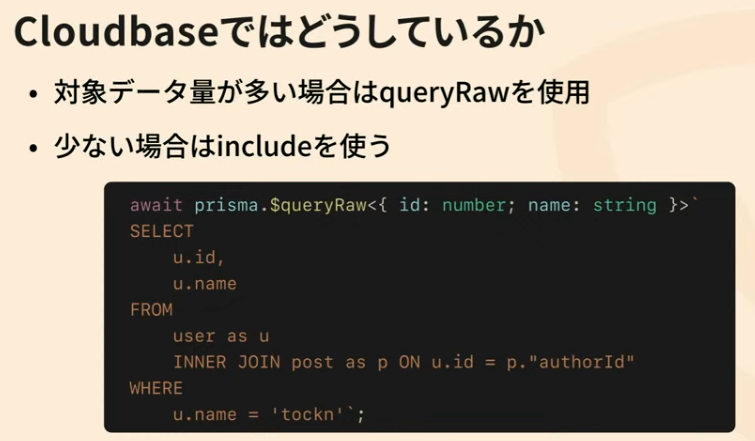 Cloudbaseではどうしているか
• 対象データ量が多い場合はqueryRawを使用
• 少ない場合はincludeを使う
await prisma.$queryRaw<{ id: number; name: string }>`
SELECT
    u.id,
    u.name
FROM
    user as u
    INNER JOIN post as p ON u.id = p."authorId"
WHERE
    u.name = 'tockn'`;